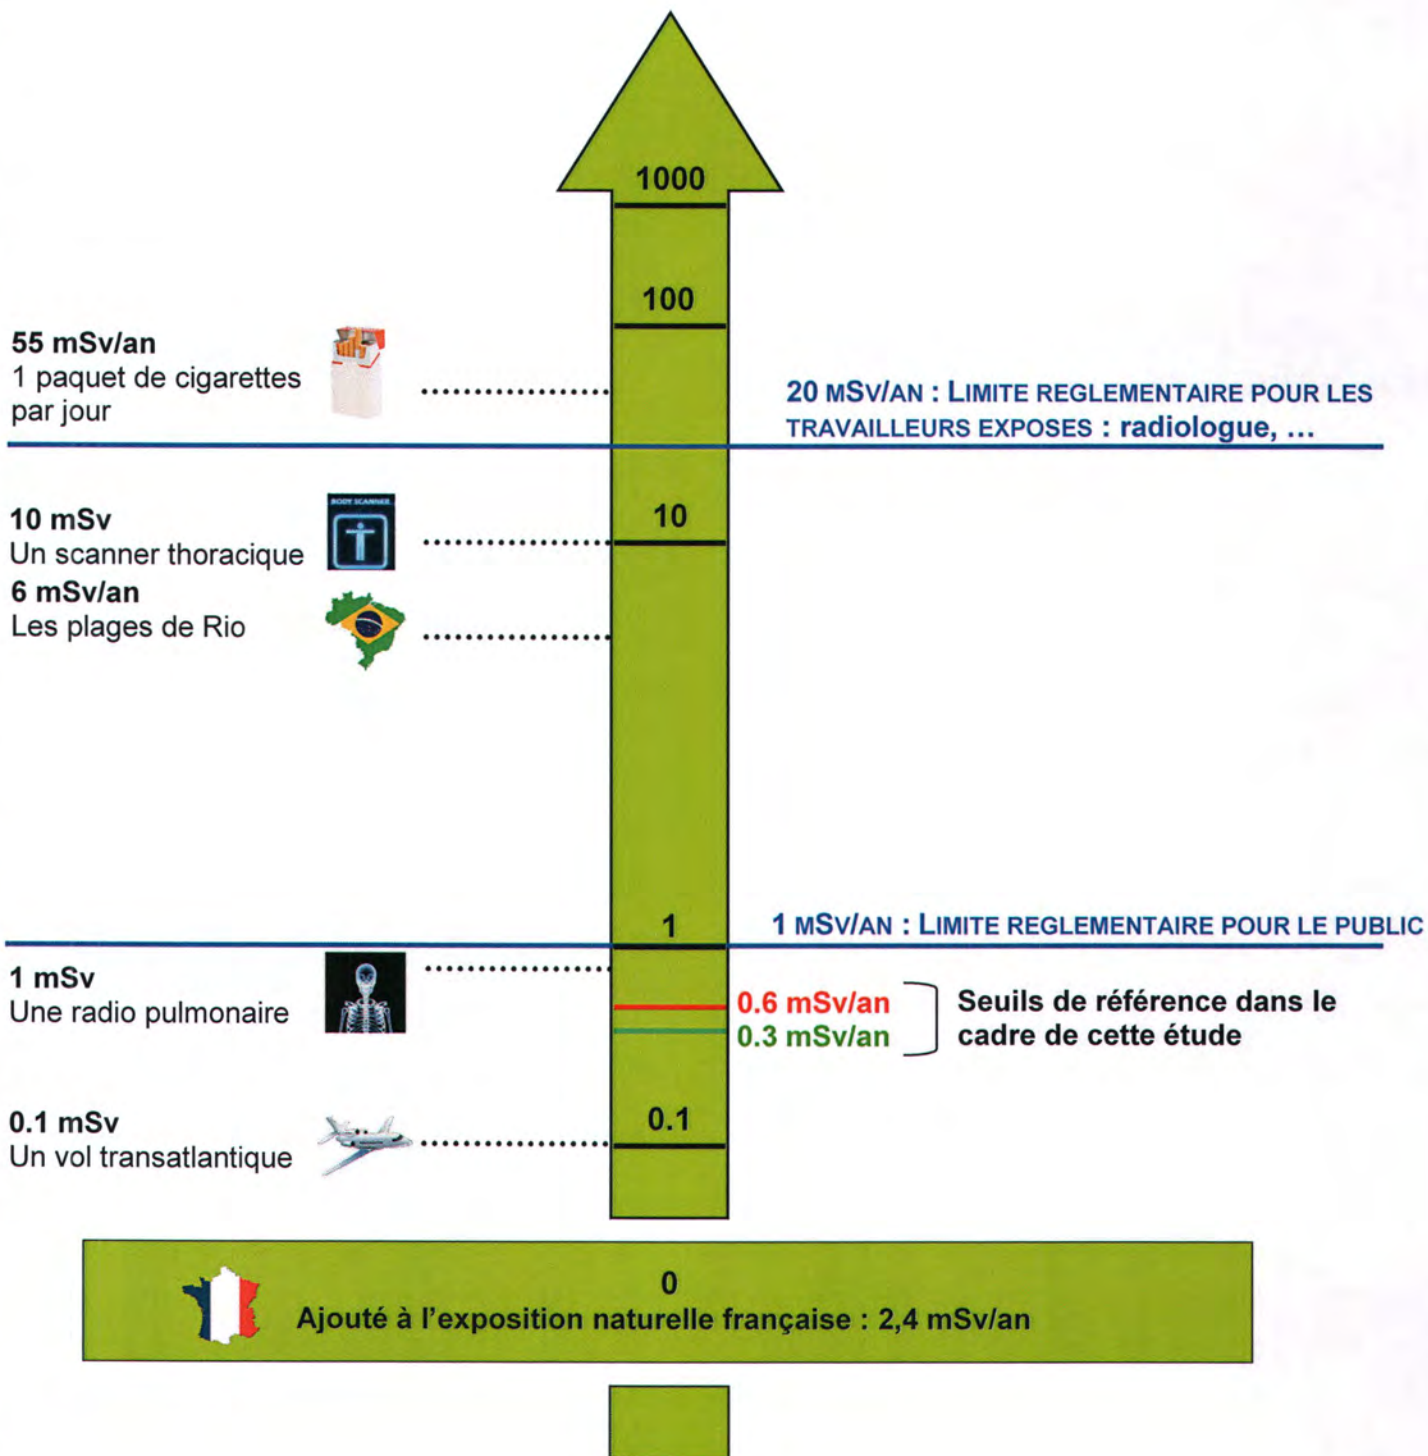 1000
100
55 mSv/an
1 paquet de cigarettes
par jour
20 MSV/AN : LIMITE REGLEMENTAIRE POUR LES
TRAVAILLEURS EXPOSES : radiologue, …
BODY SCANNER
10 mSv
Un scanner thoracique
10
6 mSv/an
Les plages de Rio
1
1 MSV/AN : LIMITE REGLEMENTAIRE POUR LE PUBLIC
1 mSv
Une radio pulmonaire
0.6 mSv/an
0.3 mSv/an
Seuils de référence dans le
cadre de cette étude
0.1 mSv
Un vol transatlantique
0.1
0
Ajouté à l'exposition naturelle française : 2,4 mSv/an